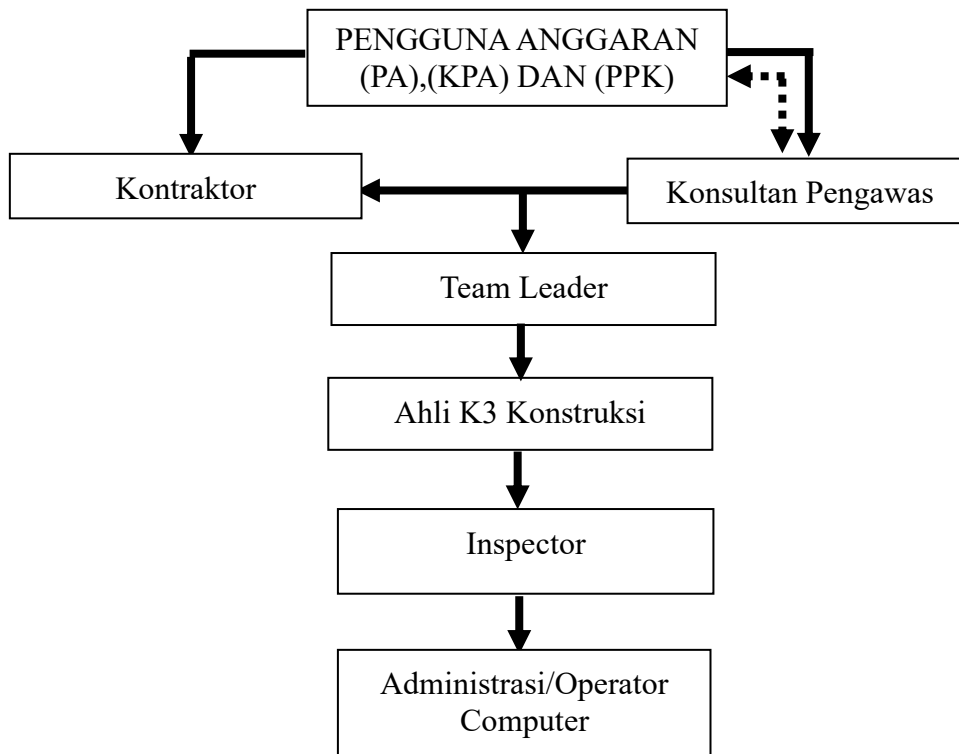 PENGGUNA ANGGARAN
(PA),(KPA) DAN (PPK)
Kontraktor
Konsultan Pengawas
Team Leader
Ahli K3 Konstruksi
Inspector
Administrasi/Operator
Computer